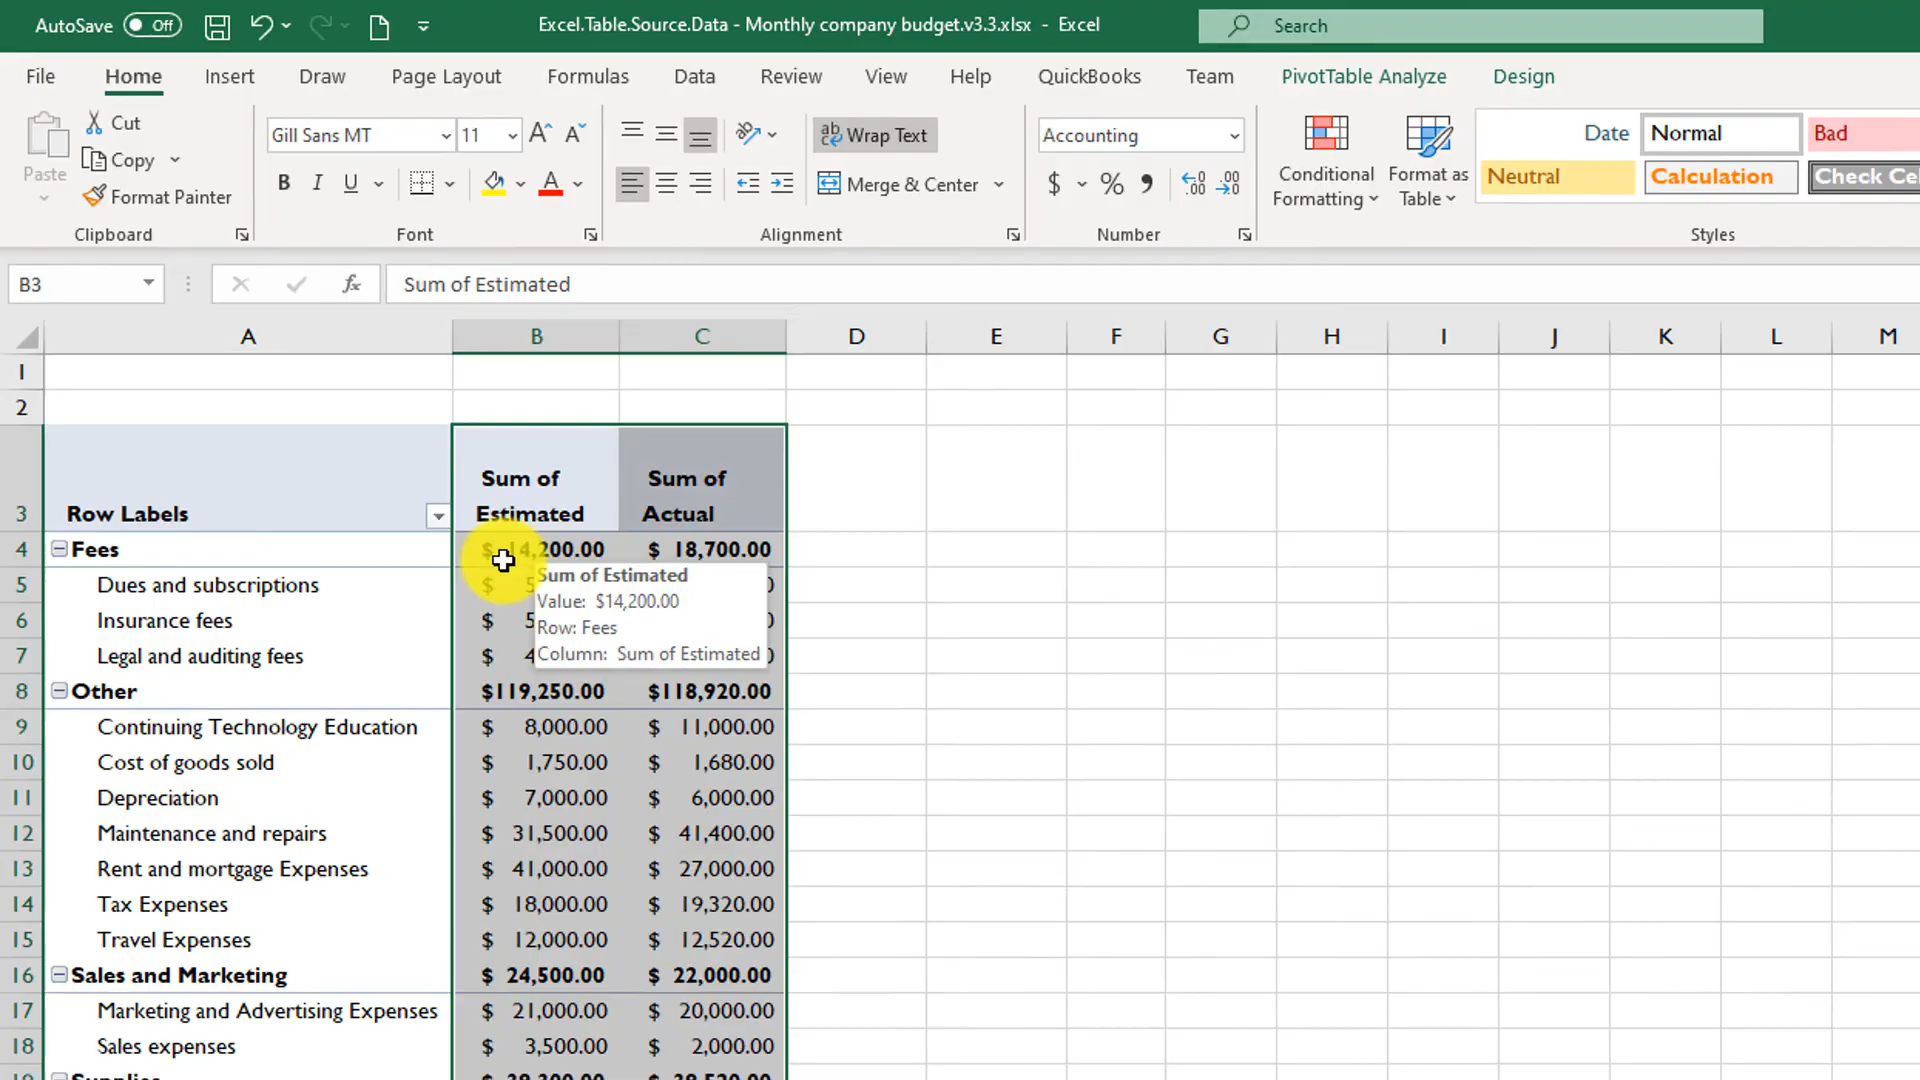 AutoSave Off Excel.Table.Source.Data - Monthly company budget.v3.3.xlsx - Excel Search
File Home Insert Draw Page Layout Formulas Data Review View Help QuickBooks Team PivotTable Analyze Design
Paste
Cut
Copy
Format Painter
Clipboard
Gill Sans MT 11
B I U
Font
Wrap Text
Merge & Center
Alignment
Accounting
$ %
Number
Conditional Formatting
Format as Table
Date Normal Bad
Neutral Calculation Check Cel
Styles
B3 fx Sum of Estimated
A B C D E F G H I J K L M
1
2
3 Row Labels Sum of Estimated Sum of Actual
4 Fees $ 14,200.00 $ 18,700.00
5 Dues and subscriptions $
6 Insurance fees $
7 Legal and auditing fees $
Sum of Estimated
Value: $14,200.00
Row: Fees
Column: Sum of Estimated
8 Other $119,250.00 $118,920.00
9 Continuing Technology Education $ 8,000.00 $ 11,000.00
10 Cost of goods sold $ 1,750.00 $ 1,680.00
11 Depreciation $ 7,000.00 $ 6,000.00
12 Maintenance and repairs $ 31,500.00 $ 41,400.00
13 Rent and mortgage Expenses $ 41,000.00 $ 27,000.00
14 Tax Expenses $ 18,000.00 $ 19,320.00
15 Travel Expenses $ 12,000.00 $ 12,520.00
16 Sales and Marketing $ 24,500.00 $ 22,000.00
17 Marketing and Advertising Expenses $ 21,000.00 $ 20,000.00
18 Sales expenses $ 3,500.00 $ 2,000.00
Supplies